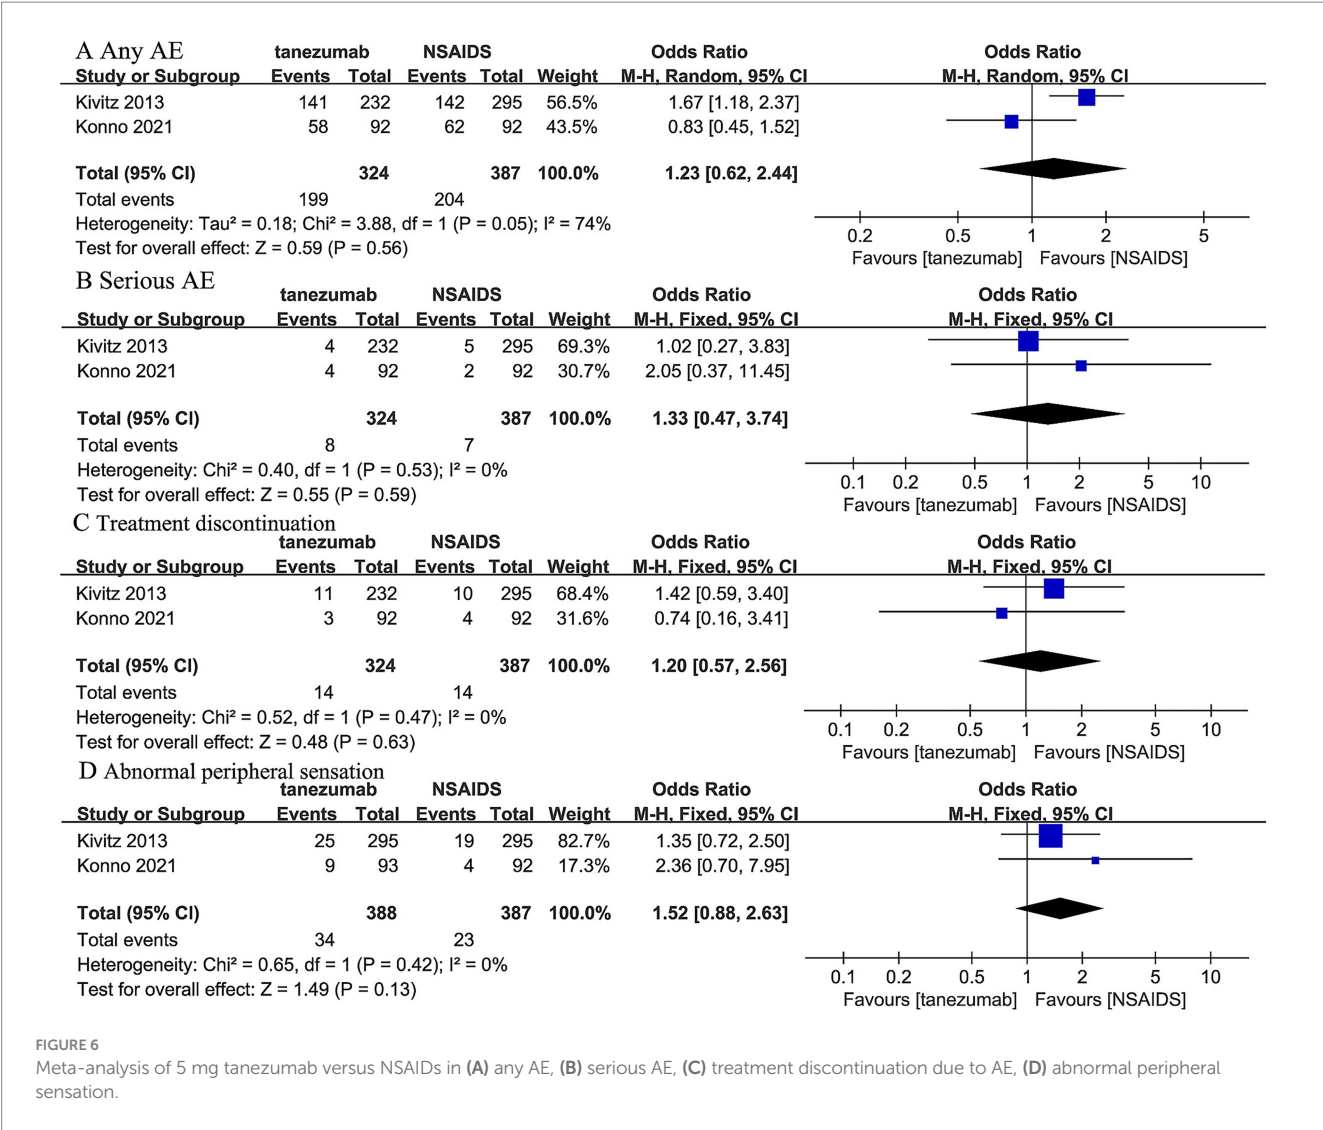 A Any AE
tanezumab NSAIDS Odds Ratio Odds Ratio
Study or Subgroup Events Total Events Total Weight M-H, Random, 95% CI M-H, Random, 95% CI
Kivitz 2013 141 232 142 295 56.5% 1.67 [1.18, 2.37]
Konno 2021 58 92 62 92 43.5% 0.83 [0.45, 1.52]
Total (95% CI) 324 387 100.0% 1.23 [0.62, 2.44]
Total events 199 204
Heterogeneity: Tau² = 0.18; Chi² = 3.88, df = 1 (P = 0.05); I² = 74%
Test for overall effect: Z = 0.59 (P = 0.56)
0.2 0.5 1 2 5
Favours [tanezumab] Favours [NSAIDS]
B Serious AE
tanezumab NSAIDS Odds Ratio Odds Ratio
Study or Subgroup Events Total Events Total Weight M-H, Fixed, 95% CI M-H, Fixed, 95% CI
Kivitz 2013 4 232 5 295 69.3% 1.02 [0.27, 3.83]
Konno 2021 4 92 2 92 30.7% 2.05 [0.37, 11.45]
Total (95% CI) 324 387 100.0% 1.33 [0.47, 3.74]
Total events 8 7
Heterogeneity: Chi² = 0.40, df = 1 (P = 0.53); I² = 0%
Test for overall effect: Z = 0.55 (P = 0.59)
0.1 0.2 0.5 1 2 5 10
Favours [tanezumab] Favours [NSAIDS]
C Treatment discontinuation
tanezumab NSAIDS Odds Ratio Odds Ratio
Study or Subgroup Events Total Events Total Weight M-H, Fixed, 95% CI M-H, Fixed, 95% CI
Kivitz 2013 11 232 10 295 68.4% 1.42 [0.59, 3.40]
Konno 2021 3 92 4 92 31.6% 0.74 [0.16, 3.41]
Total (95% CI) 324 387 100.0% 1.20 [0.57, 2.56]
Total events 14 14
Heterogeneity: Chi² = 0.52, df = 1 (P = 0.47); I² = 0%
Test for overall effect: Z = 0.48 (P = 0.63)
0.1 0.2 0.5 1 2 5 10
Favours [tanezumab] Favours [NSAIDS]
D Abnormal peripheral sensation
tanezumab NSAIDS Odds Ratio Odds Ratio
Study or Subgroup Events Total Events Total Weight M-H, Fixed, 95% CI M-H, Fixed, 95% CI
Kivitz 2013 25 295 19 295 82.7% 1.35 [0.72, 2.50]
Konno 2021 9 93 4 92 17.3% 2.36 [0.70, 7.95]
Total (95% CI) 388 387 100.0% 1.52 [0.88, 2.63]
Total events 34 23
Heterogeneity: Chi² = 0.65, df = 1 (P = 0.42); I² = 0%
Test for overall effect: Z = 1.49 (P = 0.13)
0.1 0.2 0.5 1 2 5 10
Favours [tanezumab] Favours [NSAIDS]
FIGURE 6
Meta-analysis of 5 mg tanezumab versus NSAIDs in (A) any AE, (B) serious AE, (C) treatment discontinuation due to AE, (D) abnormal peripheral
sensation.